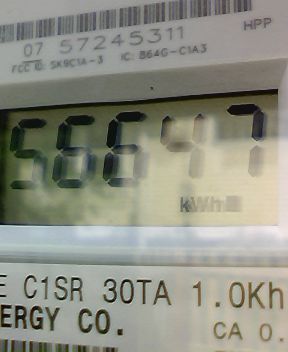 07 57245311
HPP
FCC ID: SK9C1A-3 IC: 864G-C1A3
56647
kWh
E C1SR 30TA 1.0Kh
ERGY CO.
CA 0.